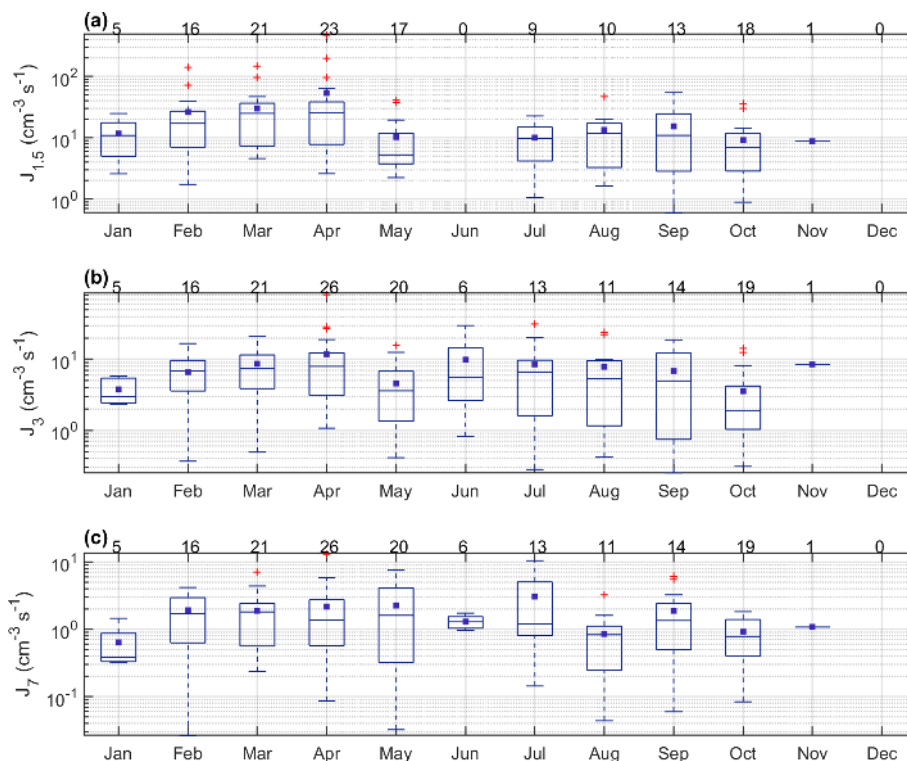 (a)
5 16 21 23 17 0 9 10 13 18 1 0
10²
10¹
10⁰
J₁.₅ (cm⁻³ s⁻¹)
Jan Feb Mar Apr May Jun Jul Aug Sep Oct Nov Dec
(b)
5 16 21 26 20 6 13 11 14 19 1 0
10¹
10⁰
J₃ (cm⁻³ s⁻¹)
Jan Feb Mar Apr May Jun Jul Aug Sep Oct Nov Dec
(c)
5 16 21 26 20 6 13 11 14 19 1 0
10¹
10⁰
10⁻¹
J₇ (cm⁻³ s⁻¹)
Jan Feb Mar Apr May Jun Jul Aug Sep Oct Nov Dec